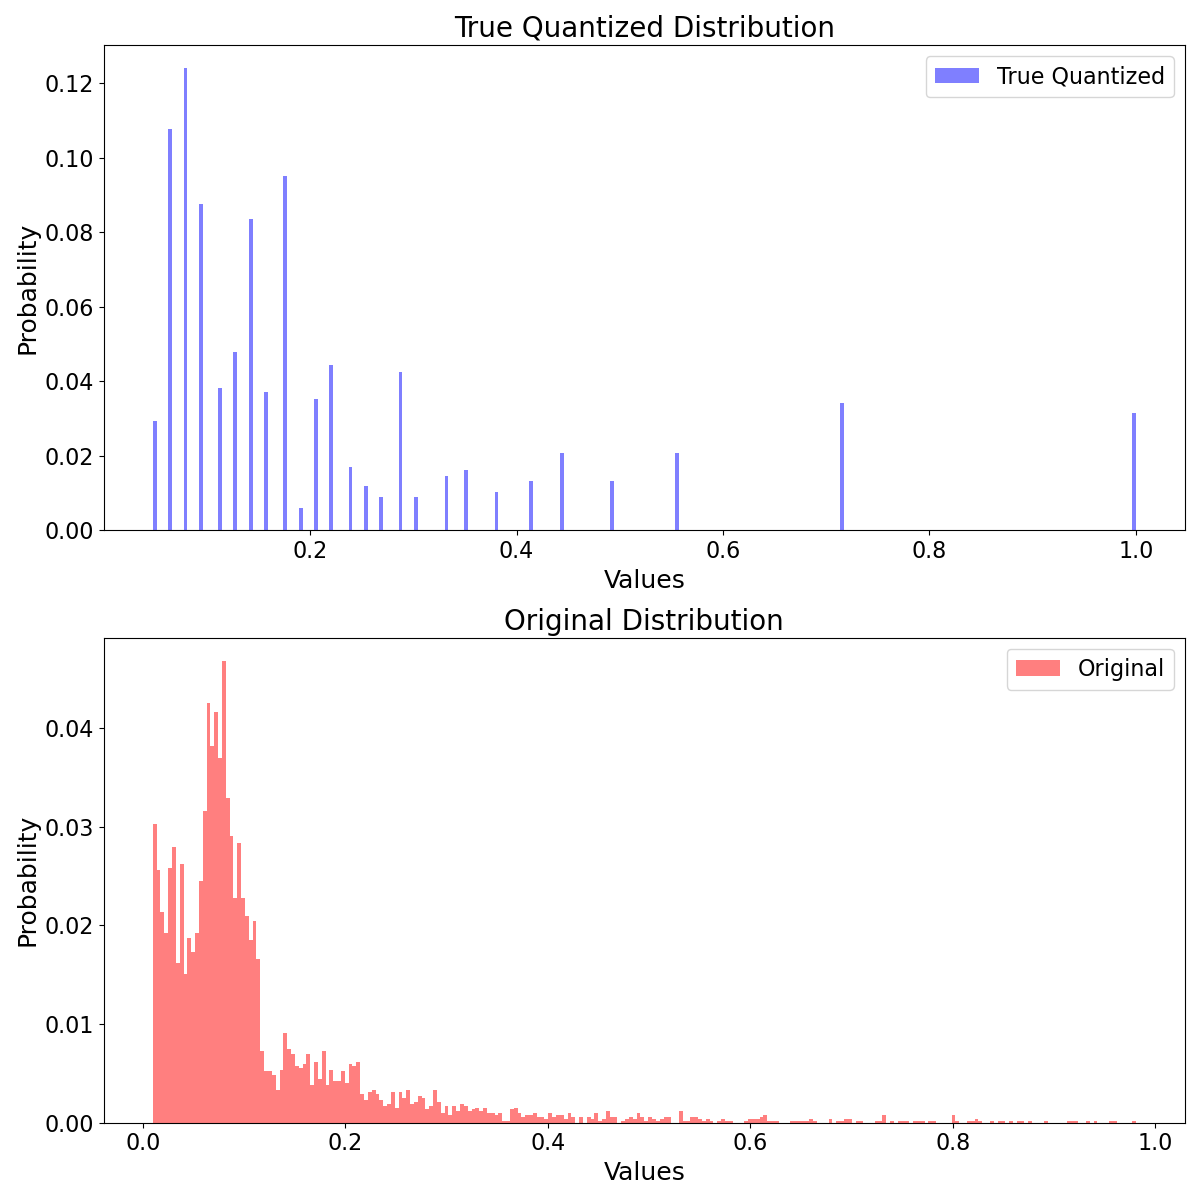 True Quantized Distribution
True Quantized
0.12
0.10
0.08
0.06
0.04
0.02
0.00
Probability
0.2 0.4 0.6 0.8 1.0
Values
Original Distribution
Original
0.04
0.03
0.02
0.01
0.00
Probability
0.0 0.2 0.4 0.6 0.8 1.0
Values